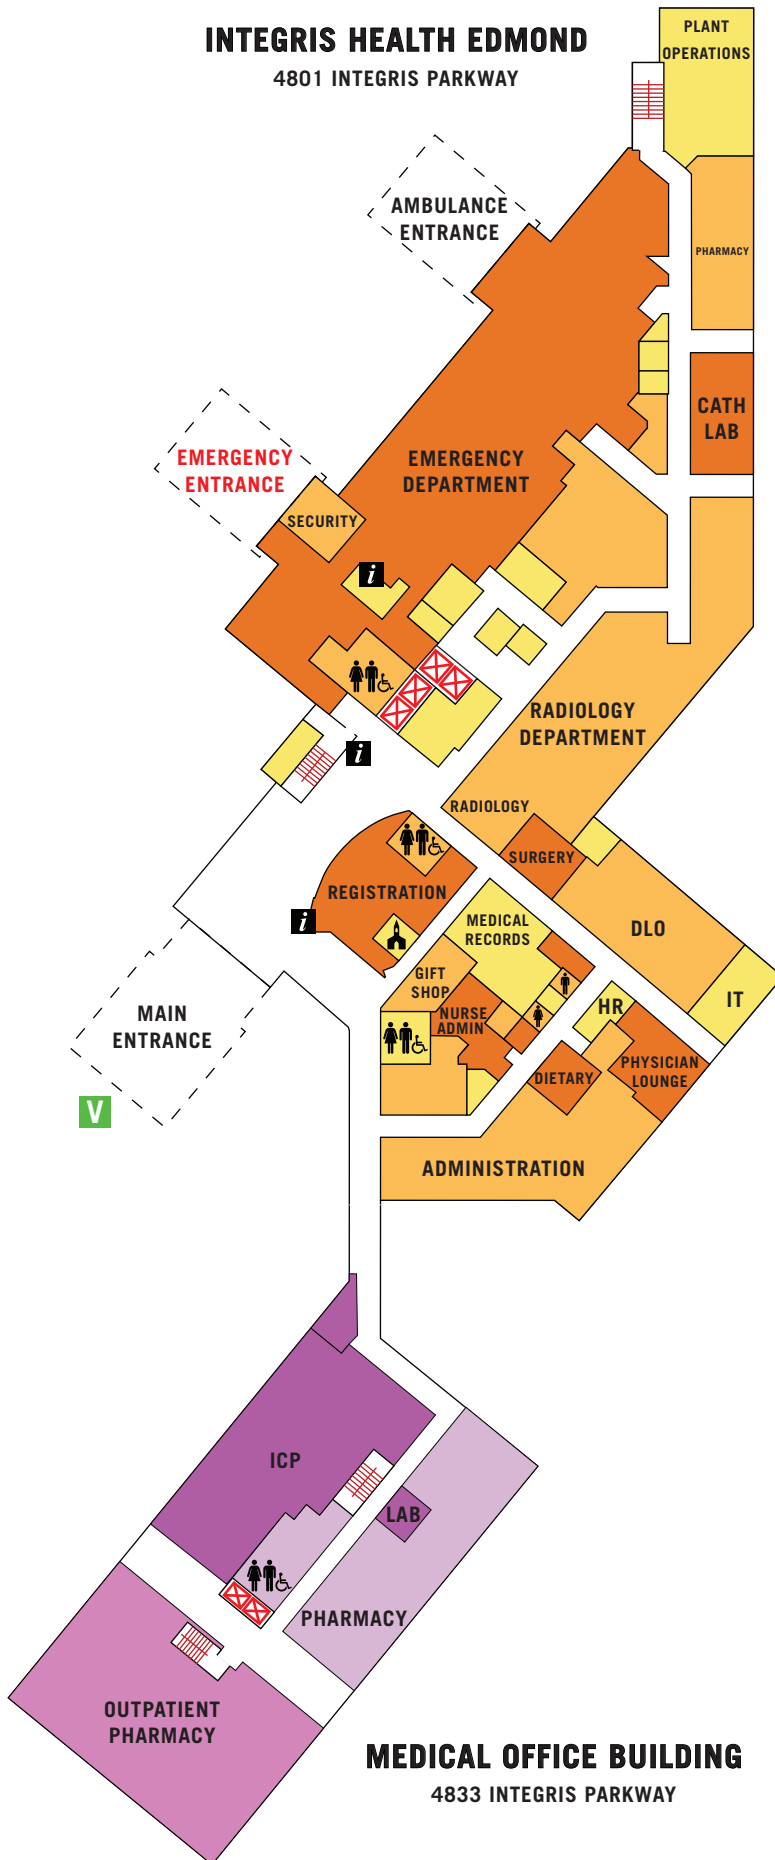 INTEGRIS HEALTH EDMOND
4801 INTEGRIS PARKWAY
PLANT
OPERATIONS
AMBULANCE
ENTRANCE
PHARMACY
CATH
LAB
EMERGENCY
ENTRANCE
EMERGENCY
DEPARTMENT
SECURITY
i
RADIOLOGY
DEPARTMENT
i
RADIOLOGY
SURGERY
REGISTRATION
i
MEDICAL
RECORDS
DLO
GIFT
SHOP
IT
HR
MAIN
ENTRANCE
NURSE
ADMIN
PHYSICIAN
LOUNGE
DIETARY
V
ADMINISTRATION
ICP
LAB
PHARMACY
OUTPATIENT
PHARMACY
MEDICAL OFFICE BUILDING
4833 INTEGRIS PARKWAY